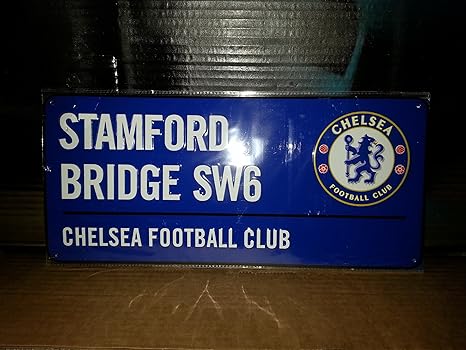 STAMFORD
BRIDGE SW6
CHELSEA FOOTBALL CLUB
CHELSEA
FOOTBALL CLUB